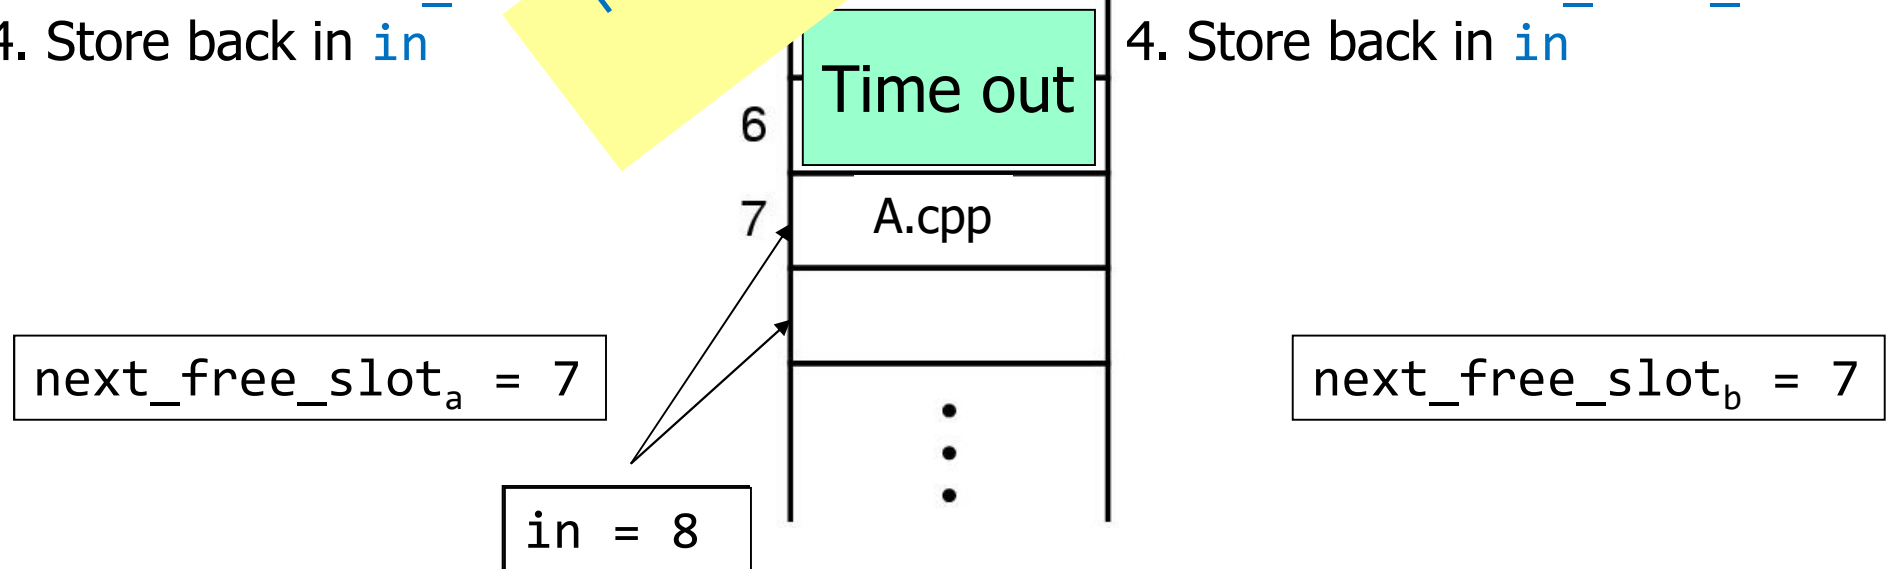 4. Store back in in
Time out
4. Store back in in
6
7
A.cpp
next_free_slotₐ = 7
next_free_slot_b = 7
in = 8